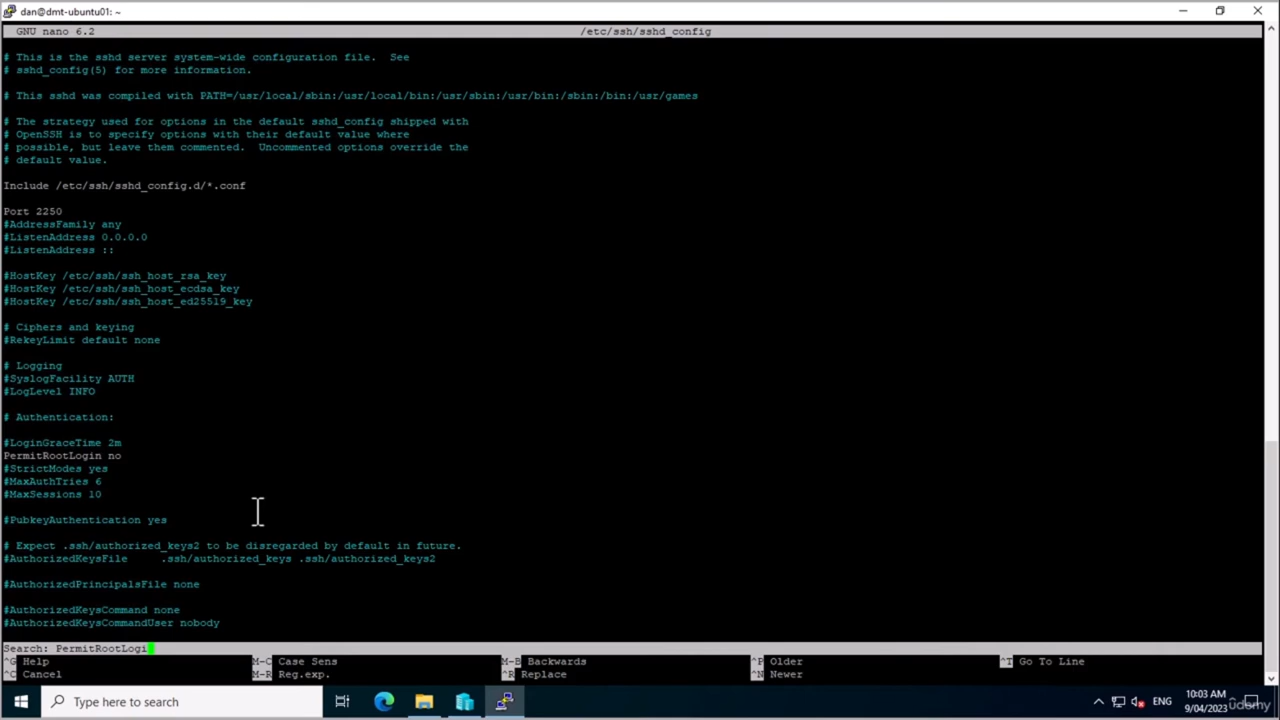 dan@dmt-ubuntu01: ~
GNU nano 6.2
/etc/ssh/sshd_config
# This is the sshd server system-wide configuration file.  See
# sshd_config(5) for more information.
# This sshd was compiled with PATH=/usr/local/sbin:/usr/local/bin:/usr/sbin:/usr/bin:/sbin:/bin:/usr/games
# The strategy used for options in the default sshd_config shipped with
# OpenSSH is to specify options with their default value where
# possible, but leave them commented.  Uncommented options override the
# default value.
Include /etc/ssh/sshd_config.d/*.conf
Port 2250
#AddressFamily any
#ListenAddress 0.0.0.0
#ListenAddress ::
#HostKey /etc/ssh/ssh_host_rsa_key
#HostKey /etc/ssh/ssh_host_ecdsa_key
#HostKey /etc/ssh/ssh_host_ed25519_key
# Ciphers and keying
#RekeyLimit default none
# Logging
#SyslogFacility AUTH
#LogLevel INFO
# Authentication:
#LoginGraceTime 2m
PermitRootLogin no
#StrictModes yes
#MaxAuthTries 6
#MaxSessions 10
#PubkeyAuthentication yes
# Expect .ssh/authorized_keys2 to be disregarded by default in future.
#AuthorizedKeysFile     .ssh/authorized_keys .ssh/authorized_keys2
#AuthorizedPrincipalsFile none
#AuthorizedKeysCommand none
#AuthorizedKeysCommandUser nobody
Search: PermitRootLogi
^G Help M-C Case Sens M-B Backwards ^P Older ^T Go To Line
^C Cancel M-R Reg.exp. ^R Replace ^N Newer
Type here to search
ENG
10:03 AM
9/04/2023
udemy